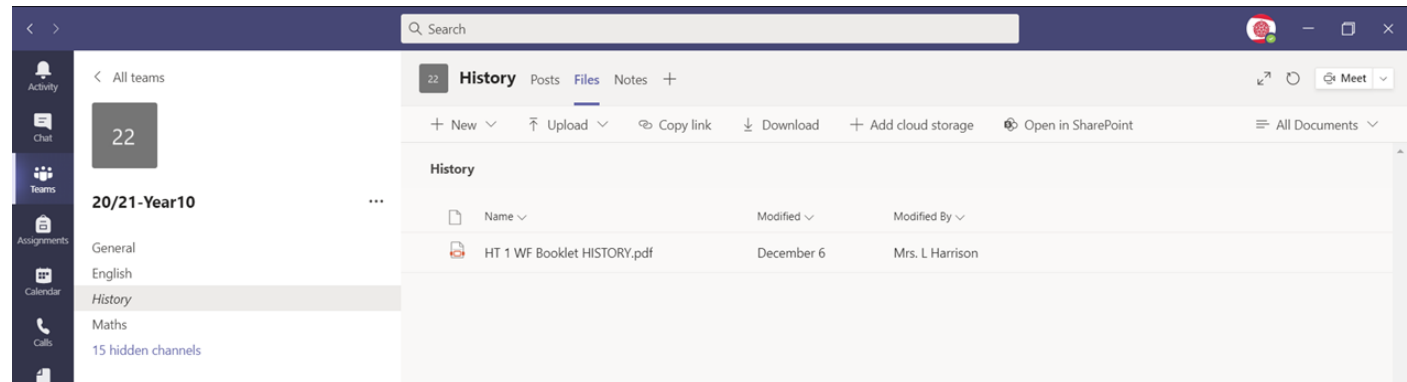 Search
Activity
Chat
Teams
Assignments
Calendar
Calls
All teams
22
20/21-Year10
General
English
History
Maths
15 hidden channels
22 History Posts Files Notes Meet
New Upload Copy link Download Add cloud storage Open in SharePoint All Documents
History
Name Modified Modified By
HT 1 WF Booklet HISTORY.pdf December 6 Mrs. L Harrison